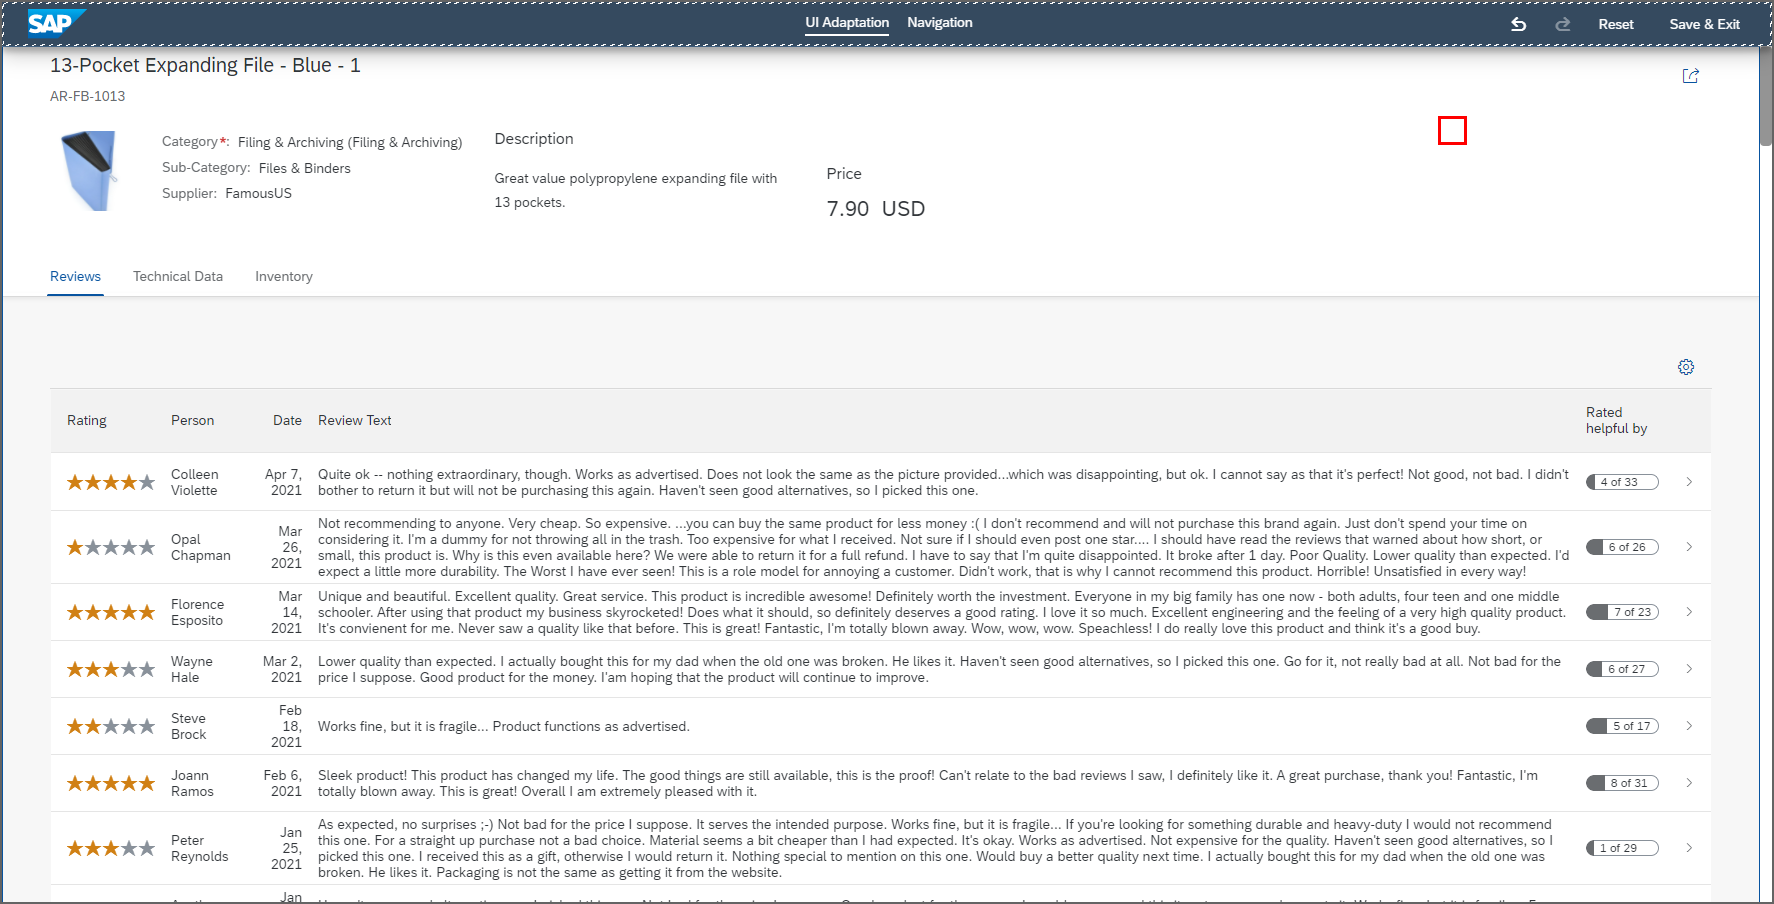 SAP UI Adaptation Navigation Reset Save & Exit
13-Pocket Expanding File - Blue - 1
AR-FB-1013
Category*: Filing & Archiving (Filing & Archiving)
Sub-Category: Files & Binders
Supplier: FamousUS
Description
Great value polypropylene expanding file with
13 pockets.
Price
7.90 USD
Reviews Technical Data Inventory
Rating Person Date Review Text Rated
helpful by
Colleen
Violette
Apr 7,
2021
Quite ok -- nothing extraordinary, though. Works as advertised. Does not look the same as the picture provided...which was disappointing, but ok. I cannot say as that it's perfect! Not good, not bad. I didn't
bother to return it but will not be purchasing this again. Haven't seen good alternatives, so I picked this one.
4 of 33
Opal
Chapman
Mar
26,
2021
Not recommending to anyone. Very cheap. So expensive. ...you can buy the same product for less money :( I don't recommend and will not purchase this brand again. Just don't spend your time on
considering it. I'm a dummy for not throwing all in the trash. Too expensive for what I received. Not sure if I should even post one star.... I should have read the reviews that warned about how short, or
small, this product is. Why is this even available here? We were able to return it for a full refund. I have to say that I'm quite disappointed. It broke after 1 day. Poor Quality. Lower quality than expected. I'd
expect a little more durability. The Worst I have ever seen! This is a role model for annoying a customer. Didn't work, that is why I cannot recommend this product. Horrible! Unsatisfied in every way!
6 of 26
Florence
Esposito
Mar
14,
2021
Unique and beautiful. Excellent quality. Great service. This product is incredible awesome! Definitely worth the investment. Everyone in my big family has one now - both adults, four teen and one middle
schooler. After using that product my business skyrocketed! Does what it should, so definitely deserves a good rating. I love it so much. Excellent engineering and the feeling of a very high quality product.
It's convienent for me. Never saw a quality like that before. This is great! Fantastic, I'm totally blown away. Wow, wow, wow. Speachless! I do really love this product and think it's a good buy.
7 of 23
Wayne
Hale
Mar 2,
2021
Lower quality than expected. I actually bought this for my dad when the old one was broken. He likes it. Haven't seen good alternatives, so I picked this one. Go for it, not really bad at all. Not bad for the
price I suppose. Good product for the money. I'am hoping that the product will continue to improve.
6 of 27
Steve
Brock
Feb
18,
2021
Works fine, but it is fragile... Product functions as advertised.
5 of 17
Joann
Ramos
Feb 6,
2021
Sleek product! This product has changed my life. The good things are still available, this is the proof! Can't relate to the bad reviews I saw, I definitely like it. A great purchase, thank you! Fantastic, I'm
totally blown away. This is great! Overall I am extremely pleased with it.
8 of 31
Peter
Reynolds
Jan
25,
2021
As expected, no surprises ;-) Not bad for the price I suppose. It serves the intended purpose. Works fine, but it is fragile... If you're looking for something durable and heavy-duty I would not recommend
this one. For a straight up purchase not a bad choice. Material seems a bit cheaper than I had expected. It's okay. Works as advertised. Not expensive for the quality. Haven't seen good alternatives, so I
picked this one. I received this as a gift, otherwise I would return it. Nothing special to mention on this one. Would buy a better quality next time. I actually bought this for my dad when the old one was
broken. He likes it. Packaging is not the same as getting it from the website.
1 of 29
Jan